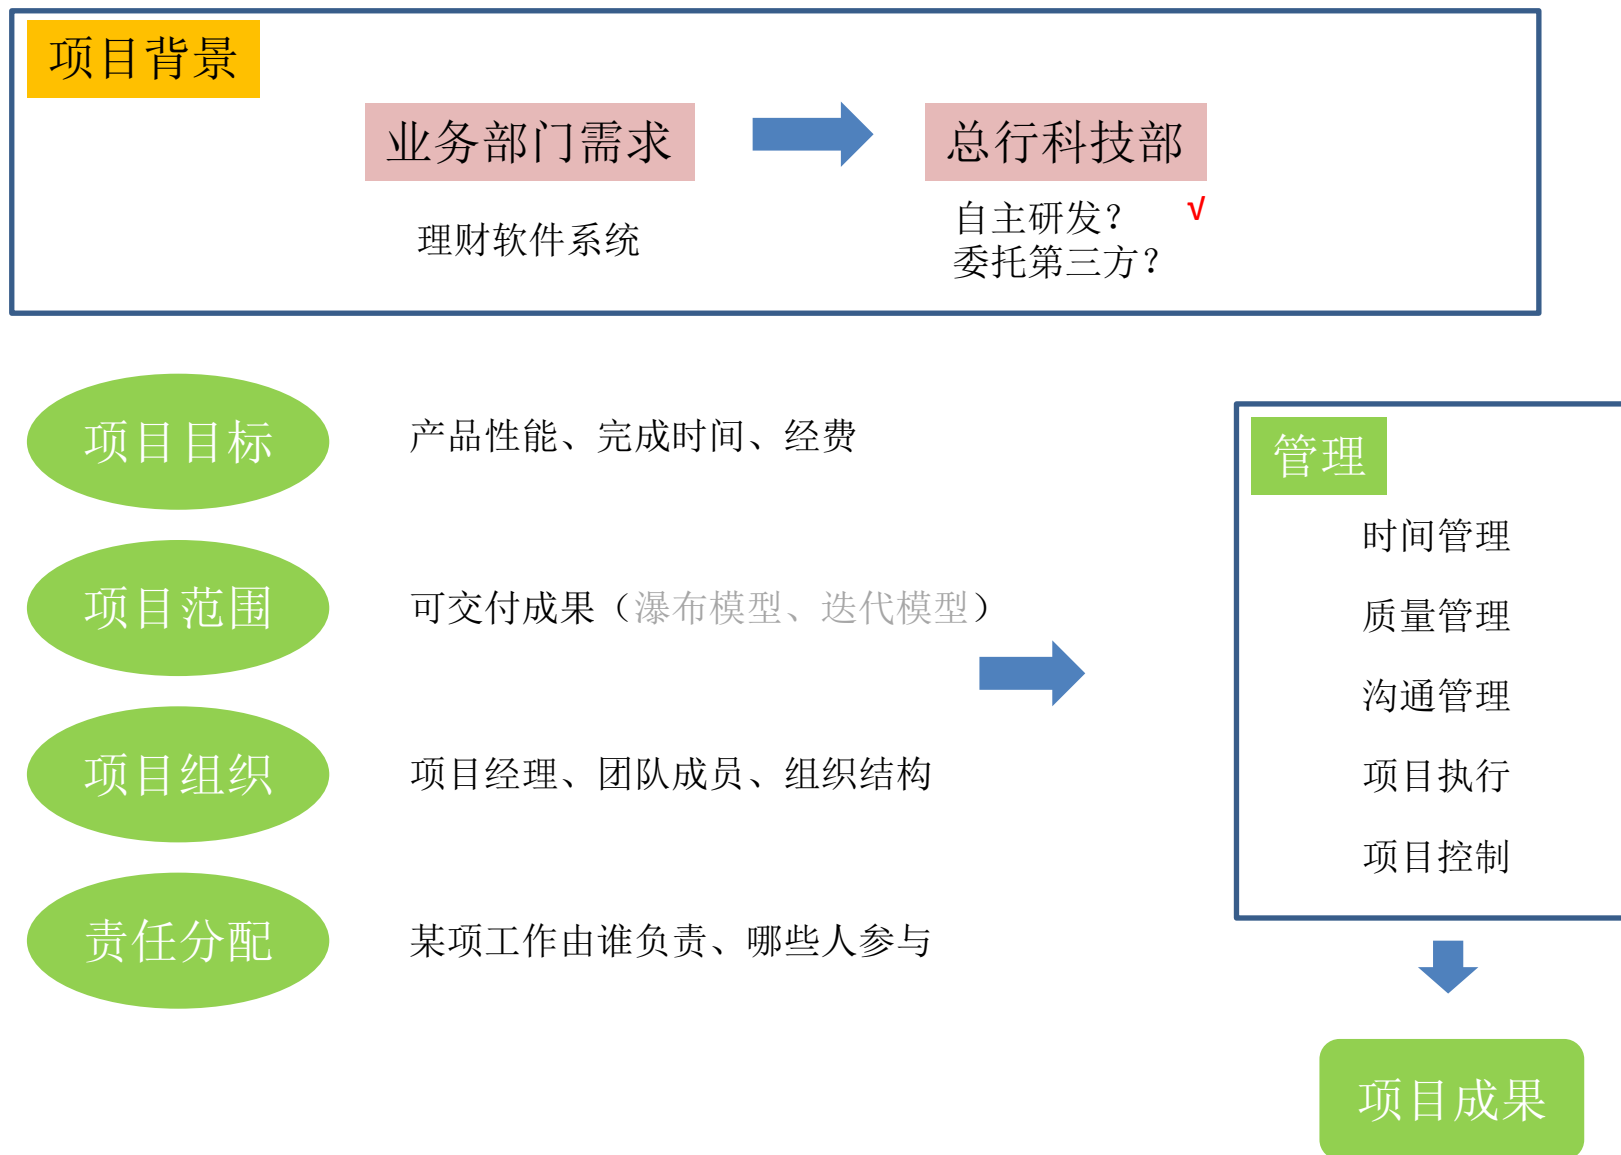 项目背景
业务部门需求
总行科技部
理财软件系统
自主研发？ √
委托第三方？
项目目标
产品性能、完成时间、经费
项目范围
可交付成果（瀑布模型、迭代模型）
项目组织
项目经理、团队成员、组织结构
责任分配
某项工作由谁负责、哪些人参与
管理
时间管理
质量管理
沟通管理
项目执行
项目控制
项目成果